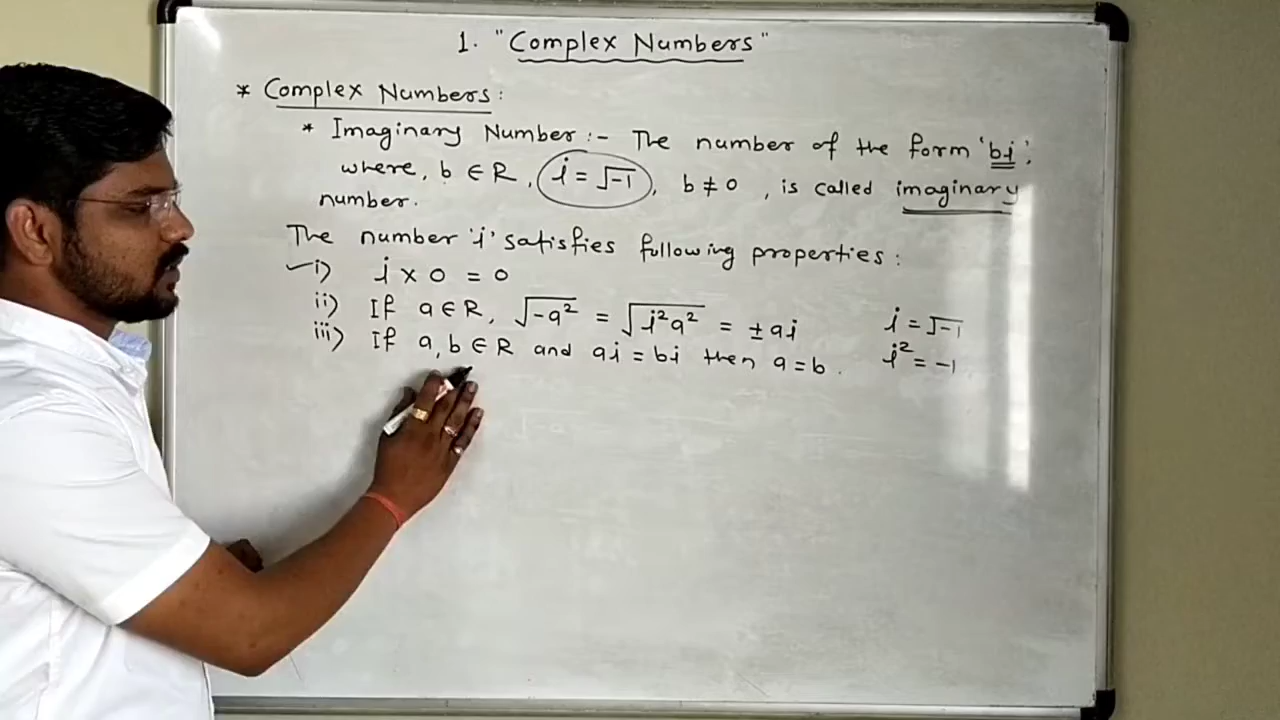 1. "Complex Numbers"
* Complex Numbers:
* Imaginary Number:- The number of the form 'bi',
where, b ∈ R, i = √-1, b ≠ 0, is called imaginary
number.
The number 'i' satisfies following properties:
i) i × 0 = 0
ii) If a ∈ R, √-a² = √i²a² = ± ai
i = √-1
iii) If a, b ∈ R and ai = bi then a = b.
i² = -1